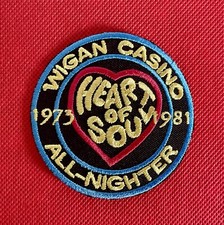 WIGAN CASINO
HEART
OF
SOUL
1973 1981
ALL-NIGHTER